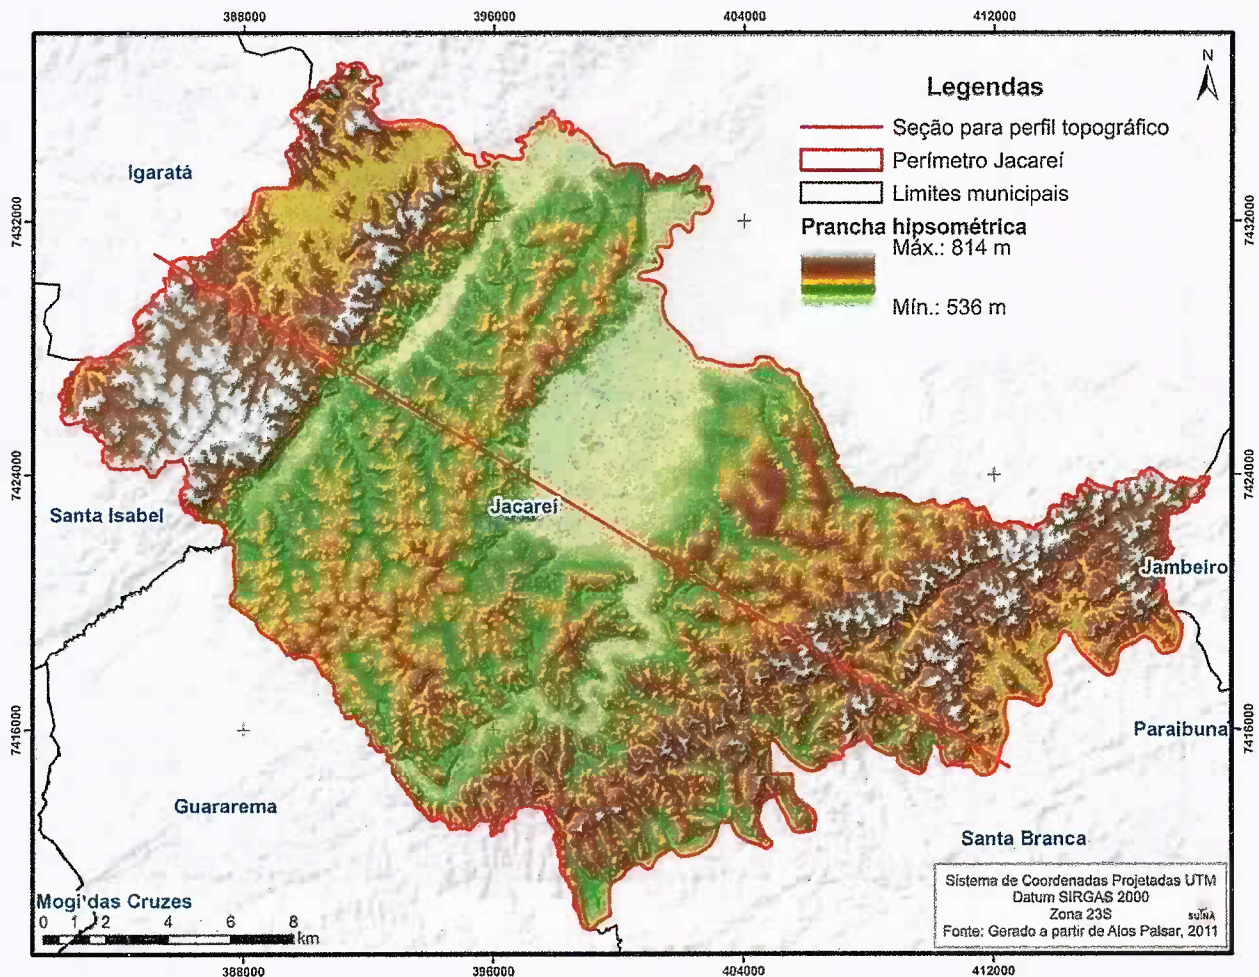 388000
396000
404000
412000
N
Legendas
Seção para perfil topográfico
Perímetro Jacareí
Limites municipais
Prancha hipsométrica
Máx.: 814 m
Mín.: 536 m
Igaratá
7432000
7432000
7424000
7424000
Santa Isabel
Jacareí
Jambeiro
7416000
7416000
Paraibuna
Guararema
Santa Branca
Mogi das Cruzes
0 1 2 4 6 8
km
Sistema de Coordenadas Projetadas UTM
Datum SIRGAS 2000
Zona 23S
SUINÃ
Fonte: Gerado a partir de Alos Palsar, 2011
388000
396000
404000
412000